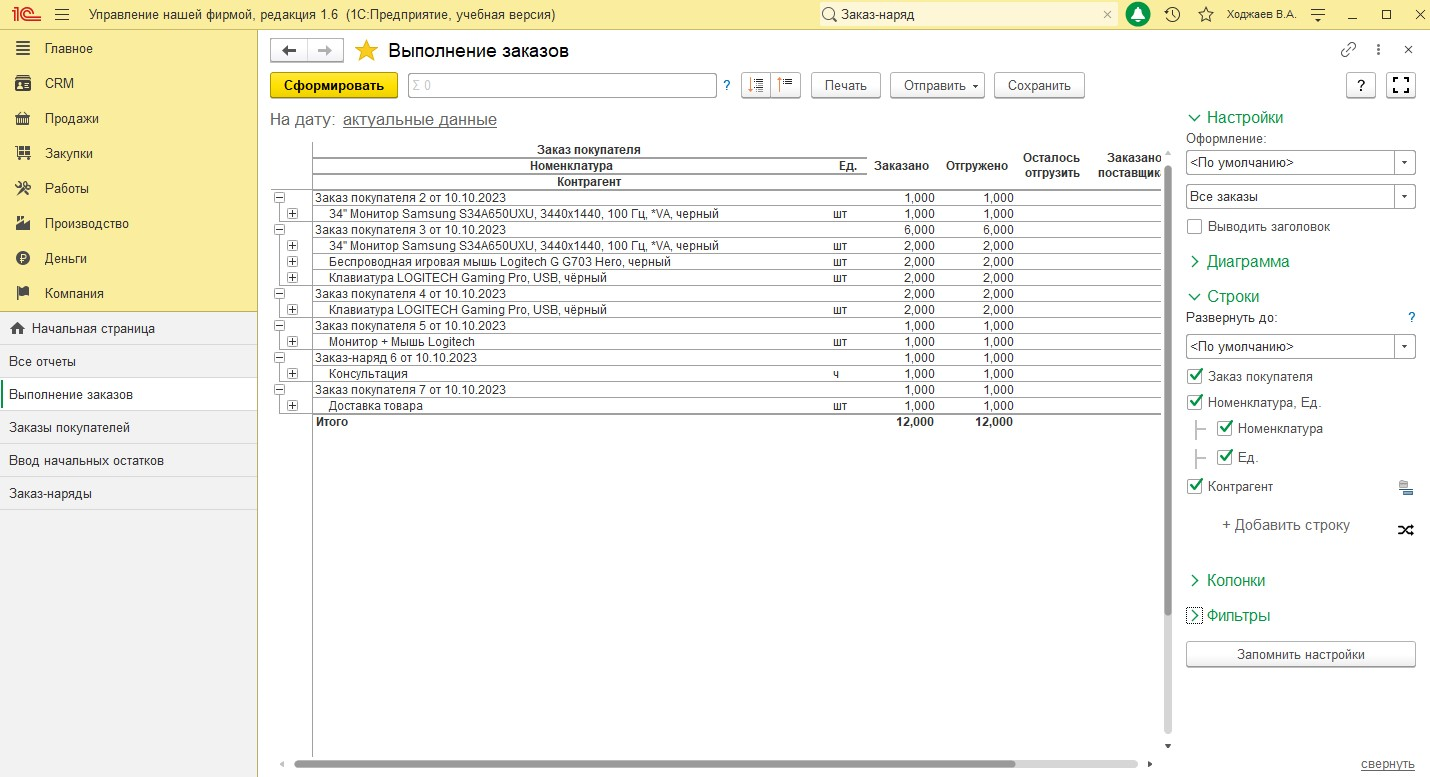 1С Управление нашей фирмой, редакция 1.6 (1С:Предприятие, учебная версия) Заказ-наряд Ходжаев В.А.
Главное
CRM
Продажи
Закупки
Работы
Производство
Деньги
Компания
Начальная страница
Все отчеты
Выполнение заказов
Заказы покупателей
Ввод начальных остатков
Заказ-наряды
Выполнение заказов
Сформировать Σ 0 ? Печать Отправить Сохранить ?
На дату: актуальные данные
Заказ покупателя
Номенклатура Ед. Заказано Отгружено Осталось отгрузить Заказано поставщик
Контрагент
Заказ покупателя 2 от 10.10.2023 1,000 1,000
34" Монитор Samsung S34A650UXU, 3440x1440, 100 Гц, *VA, черный шт 1,000 1,000
Заказ покупателя 3 от 10.10.2023 6,000 6,000
34" Монитор Samsung S34A650UXU, 3440x1440, 100 Гц, *VA, черный шт 2,000 2,000
Беспроводная игровая мышь Logitech G G703 Hero, черный шт 2,000 2,000
Клавиатура LOGITECH Gaming Pro, USB, чёрный шт 2,000 2,000
Заказ покупателя 4 от 10.10.2023 2,000 2,000
Клавиатура LOGITECH Gaming Pro, USB, чёрный шт 2,000 2,000
Заказ покупателя 5 от 10.10.2023 1,000 1,000
Монитор + Мышь Logitech шт 1,000 1,000
Заказ-наряд 6 от 10.10.2023 1,000 1,000
Консультация ч 1,000 1,000
Заказ покупателя 7 от 10.10.2023 1,000 1,000
Доставка товара шт 1,000 1,000
Итого 12,000 12,000
Настройки
Оформление:
<По умолчанию>
Все заказы
Выводить заголовок
Диаграмма
Строки
Развернуть до: ?
<По умолчанию>
Заказ покупателя
Номенклатура, Ед.
Номенклатура
Ед.
Контрагент
+ Добавить строку
Колонки
Фильтры
Запомнить настройки
свернуть